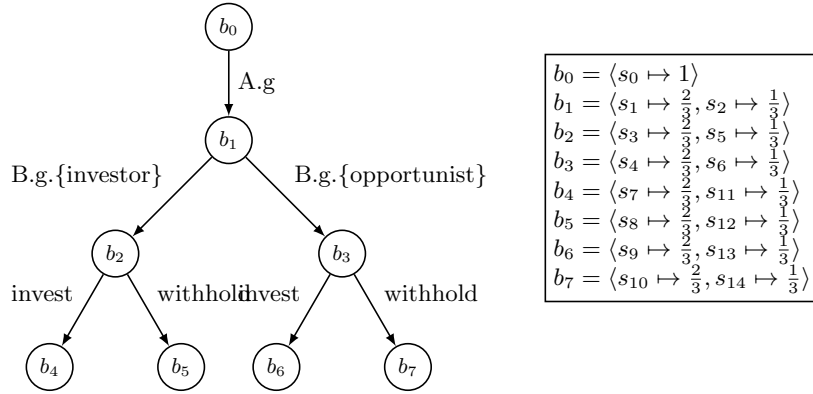 b₀
A.g
b₁
B.g.{investor} B.g.{opportunist}
b₂ b₃
invest withhold invest withhold
b₄ b₅ b₆ b₇
b₀ = ⟨s₀ ↦ 1⟩
b₁ = ⟨s₁ ↦ 2/3, s₂ ↦ 1/3⟩
b₂ = ⟨s₃ ↦ 2/3, s₅ ↦ 1/3⟩
b₃ = ⟨s₄ ↦ 2/3, s₆ ↦ 1/3⟩
b₄ = ⟨s₇ ↦ 2/3, s₁₁ ↦ 1/3⟩
b₅ = ⟨s₈ ↦ 2/3, s₁₂ ↦ 1/3⟩
b₆ = ⟨s₉ ↦ 2/3, s₁₃ ↦ 1/3⟩
b₇ = ⟨s₁₀ ↦ 2/3, s₁₄ ↦ 1/3⟩